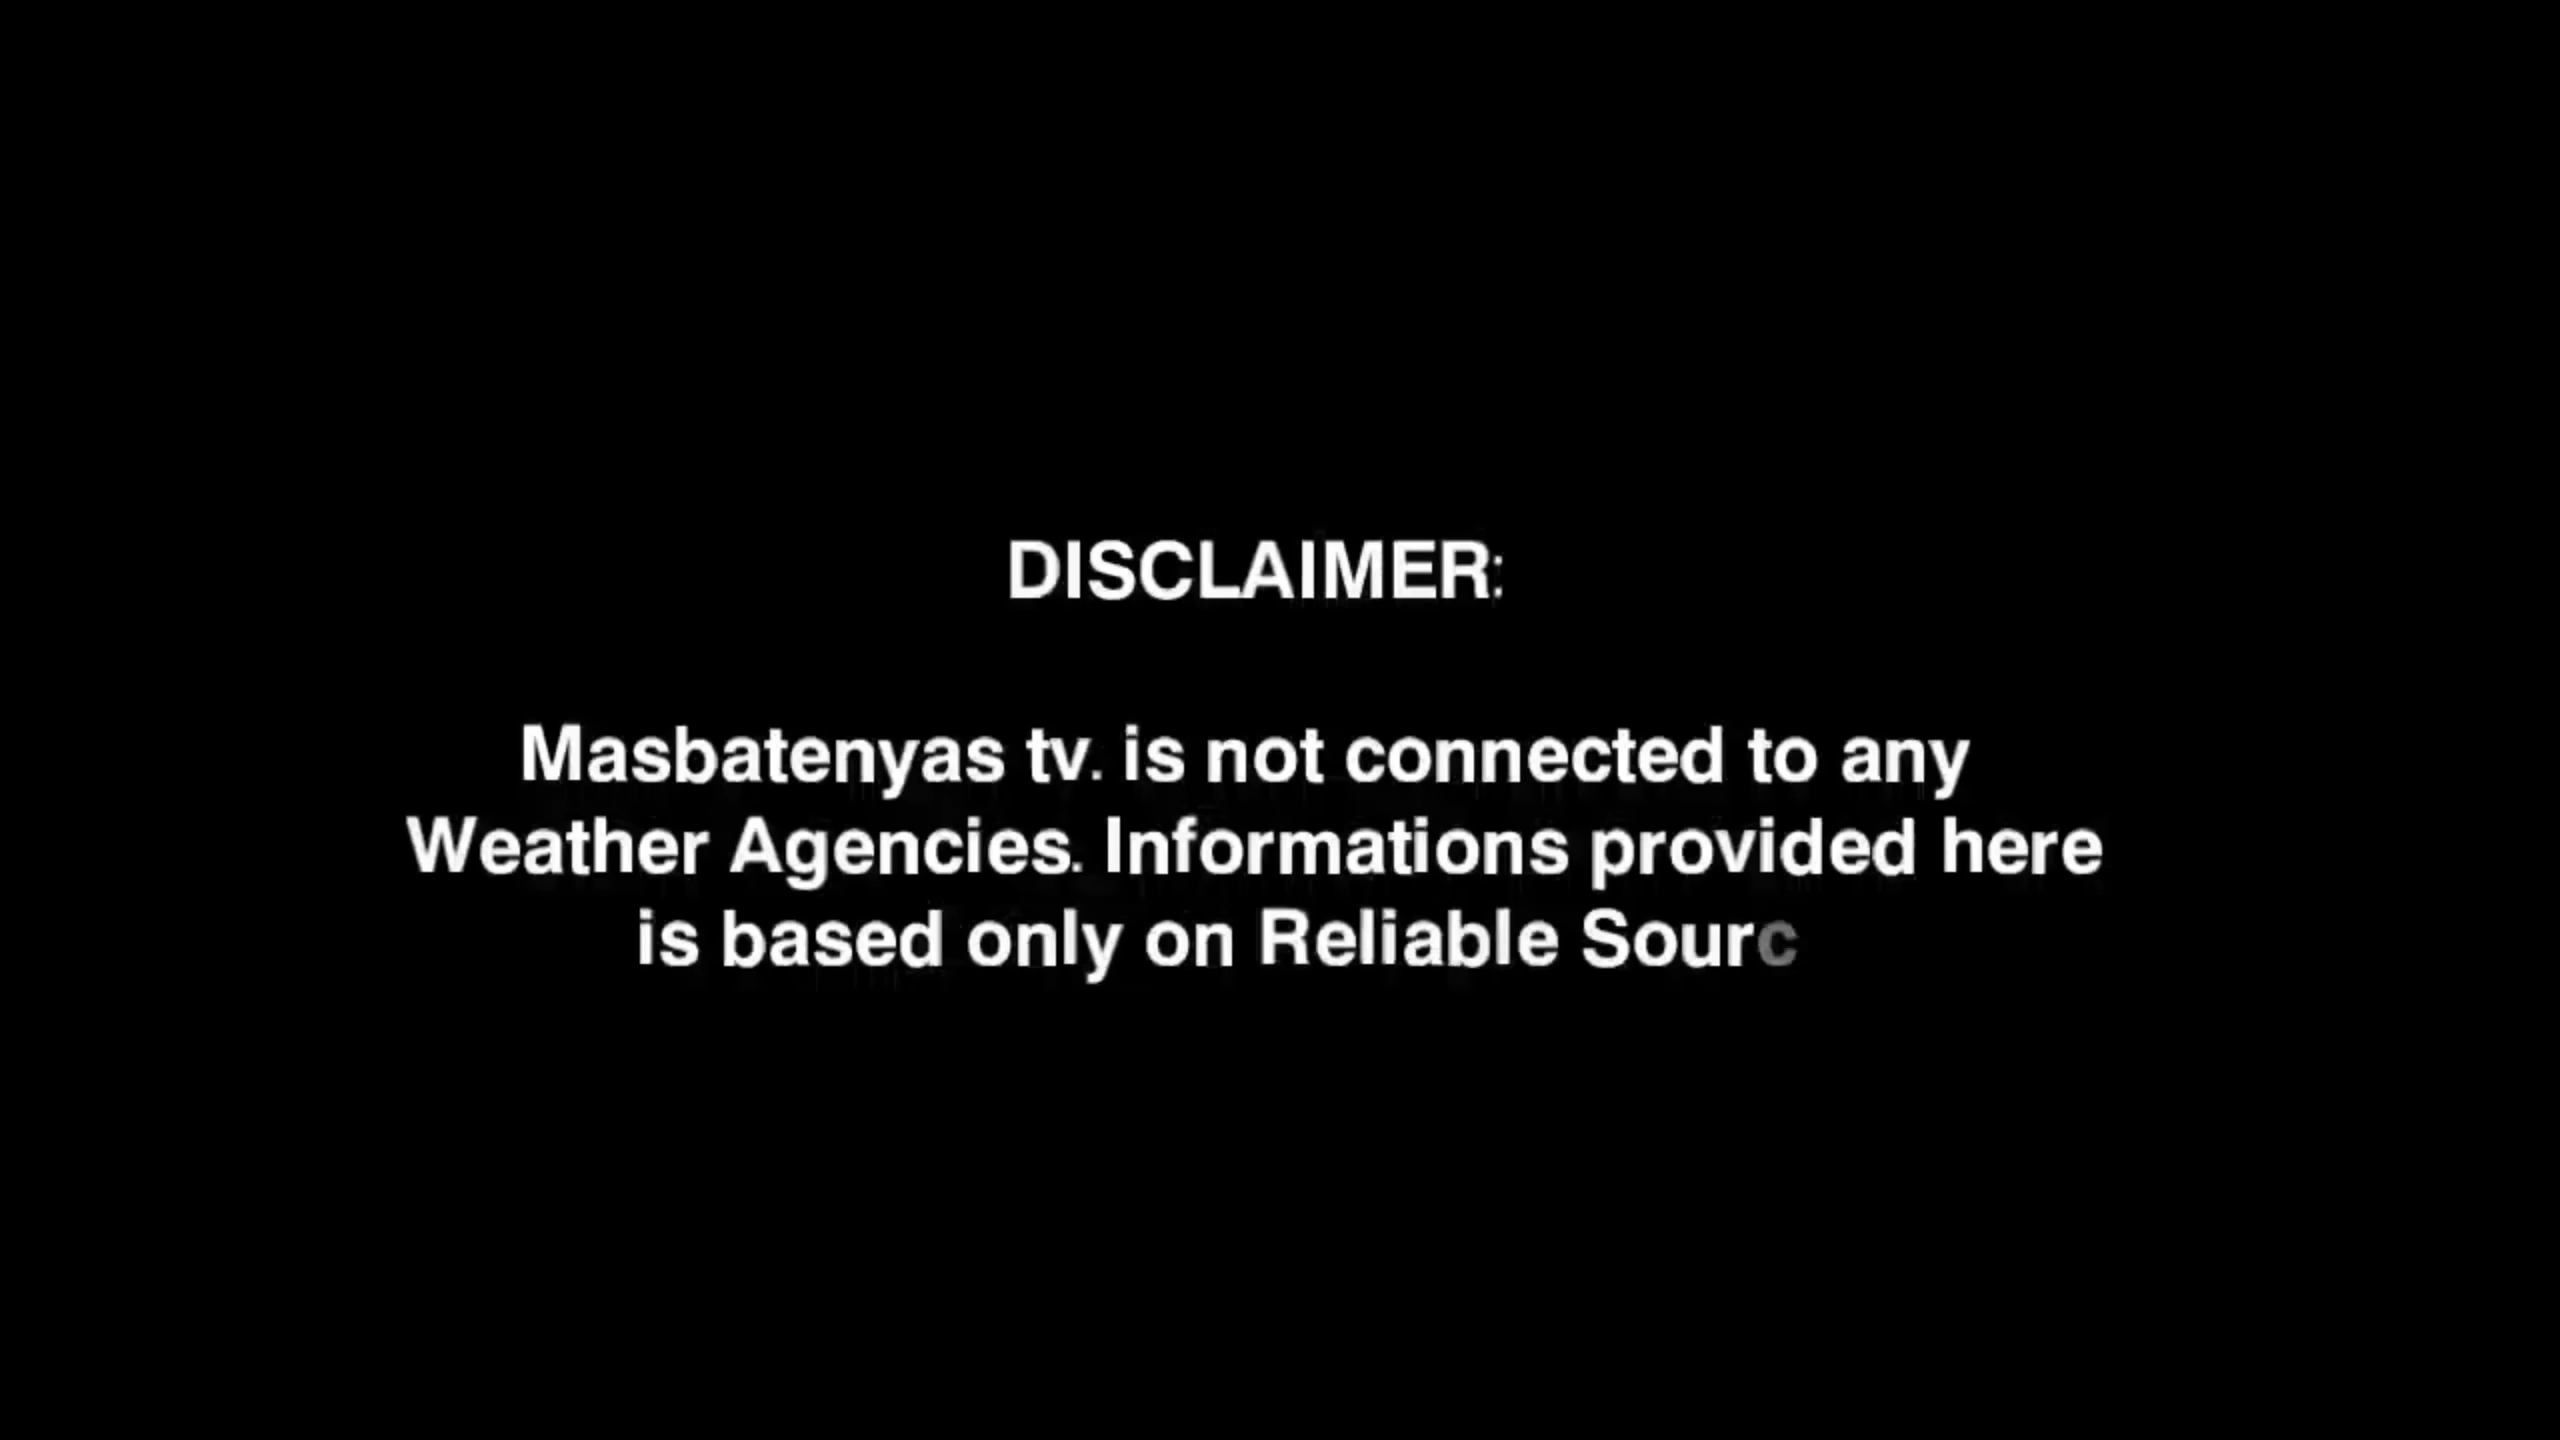 DISCLAIMER:
Masbatenyas tv. is not connected to any
Weather Agencies. Informations provided here
is based only on Reliable Sourc